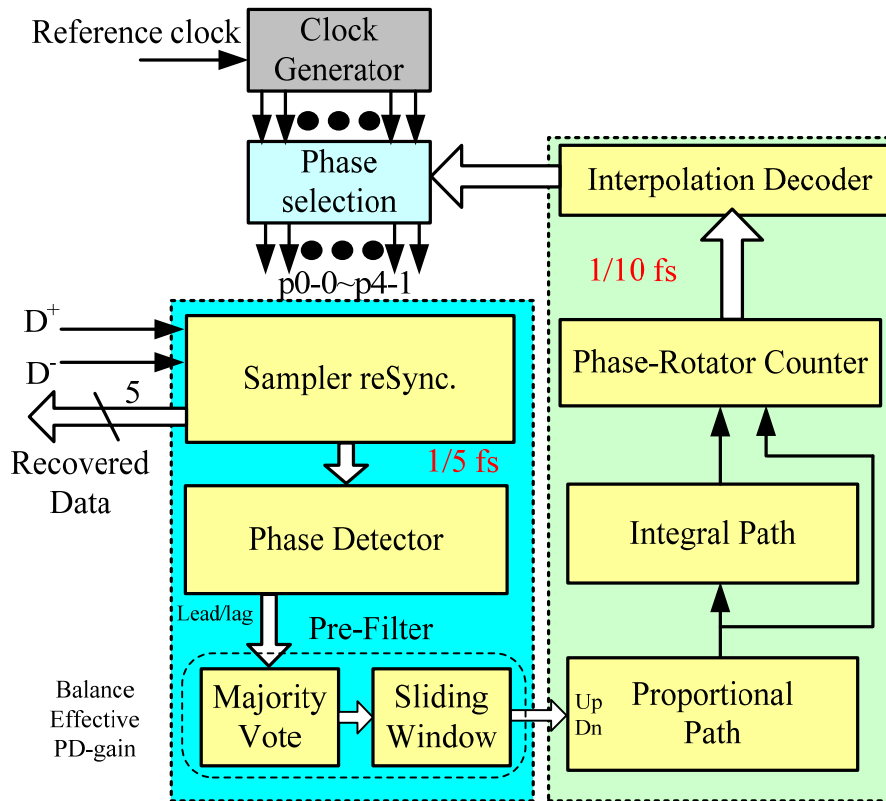 Reference clock
Clock
Generator
Phase
selection
Interpolation Decoder
p0-0~p4-1
1/10 fs
D+
D-
5
Recovered
Data
Sampler reSync.
1/5 fs
Phase-Rotator Counter
Phase Detector
Integral Path
Lead/lag
Pre-Filter
Balance
Effective
PD-gain
Majority
Vote
Sliding
Window
Up
Dn
Proportional
Path